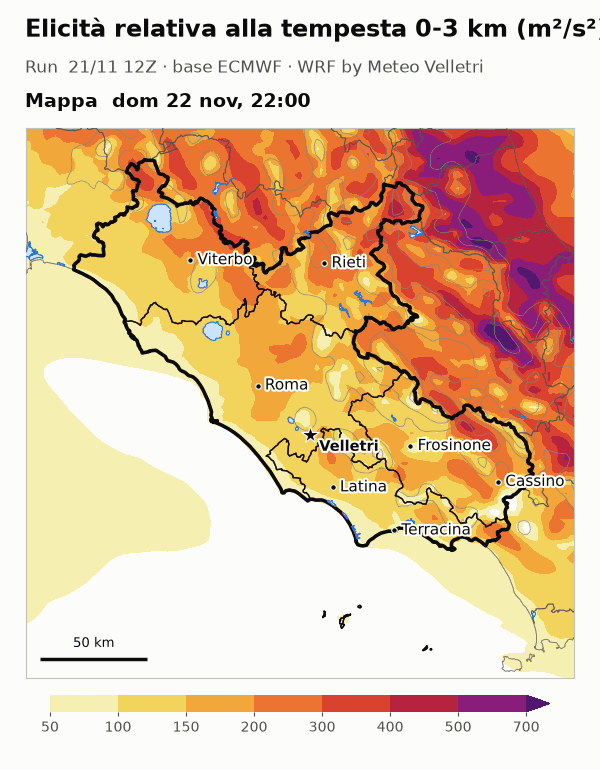 Elicità relativa alla tempesta 0-3 km (m²/s²)
Run 21/11 12Z · base ECMWF · WRF by Meteo Velletri
Mappa dom 22 nov, 22:00
Viterbo
Rieti
Roma
Velletri
Frosinone
Latina
Cassino
Terracina
50 km
50 100 150 200 300 400 500 700